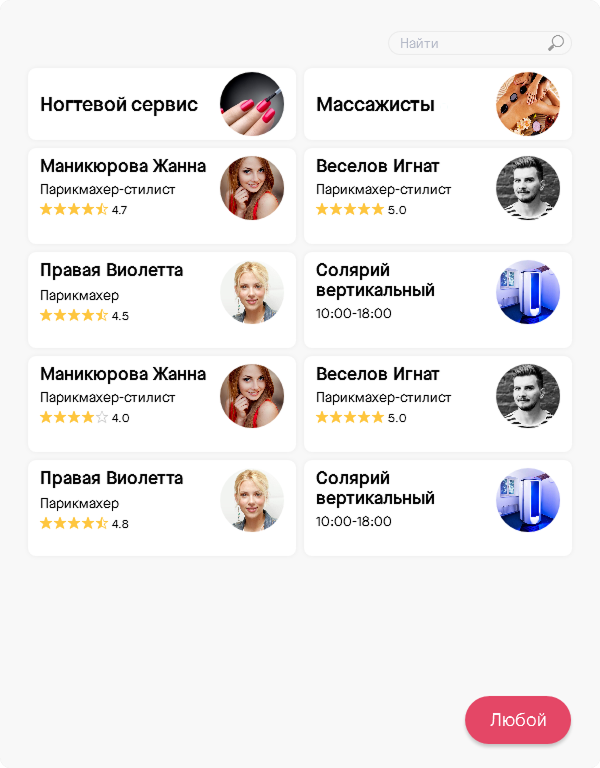 Найти
Ногтевой сервис
Массажисты
Маникюрова Жанна
Парикмахер-стилист
4.7
Веселов Игнат
Парикмахер-стилист
5.0
Правая Виолетта
Парикмахер
4.5
Солярий
вертикальный
10:00-18:00
Маникюрова Жанна
Парикмахер-стилист
4.0
Веселов Игнат
Парикмахер-стилист
5.0
Правая Виолетта
Парикмахер
4.8
Солярий
вертикальный
10:00-18:00
Любой